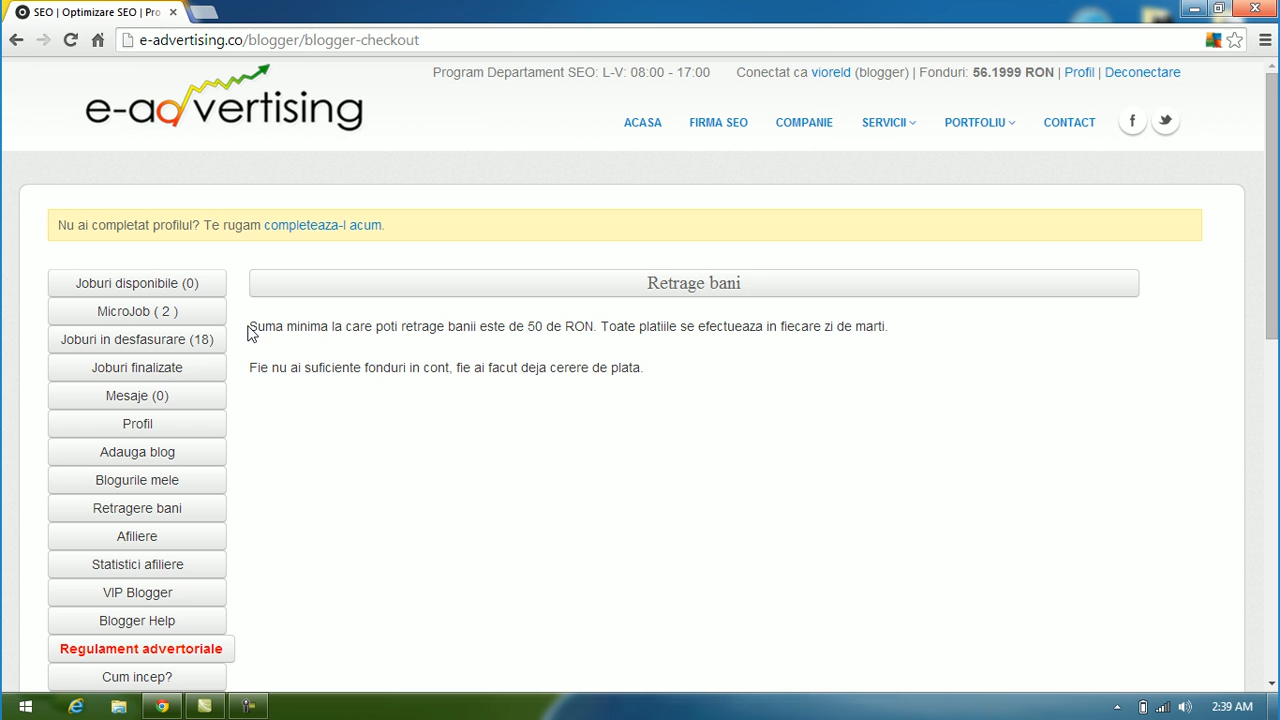 SEO | Optimizare SEO | Pro
e-advertising.co/blogger/blogger-checkout
Program Departament SEO: L-V: 08:00 - 17:00 Conectat ca vioreld (blogger) | Fonduri: 56.1999 RON | Profil | Deconectare
e-advertising
ACASA FIRMA SEO COMPANIE SERVICII PORTFOLIU CONTACT
Nu ai completat profilul? Te rugam completeaza-l acum.
Joburi disponibile (0)
MicroJob ( 2 )
Joburi in desfasurare (18)
Joburi finalizate
Mesaje (0)
Profil
Adauga blog
Blogurile mele
Retragere bani
Afiliere
Statistici afiliere
VIP Blogger
Blogger Help
Regulament advertoriale
Cum incep?
Retrage bani
Suma minima la care poti retrage banii este de 50 de RON. Toate platiile se efectueaza in fiecare zi de marti.
Fie nu ai suficiente fonduri in cont, fie ai facut deja cerere de plata.
2:39 AM